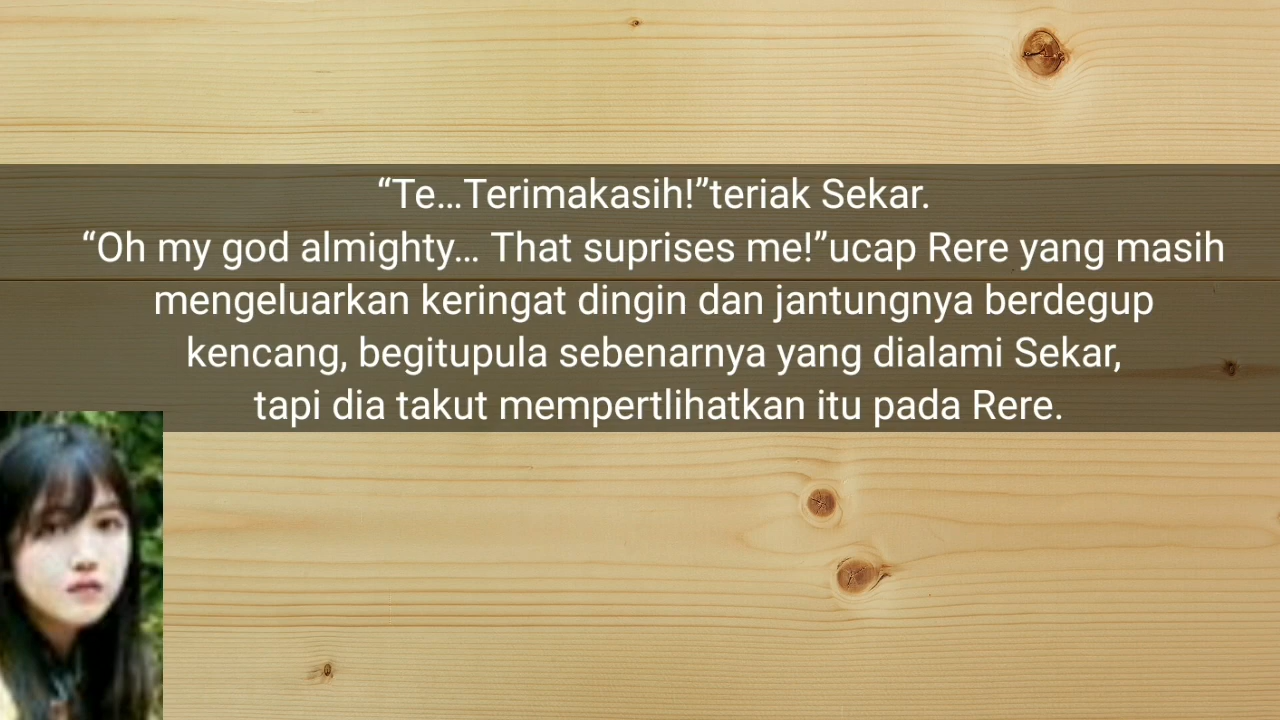 “Te...Terimakasih!”teriak Sekar.
“Oh my god almighty... That suprises me!”ucap Rere yang masih
mengeluarkan keringat dingin dan jantungnya berdegup
kencang, begitupula sebenarnya yang dialami Sekar,
tapi dia takut mempertlihatkan itu pada Rere.